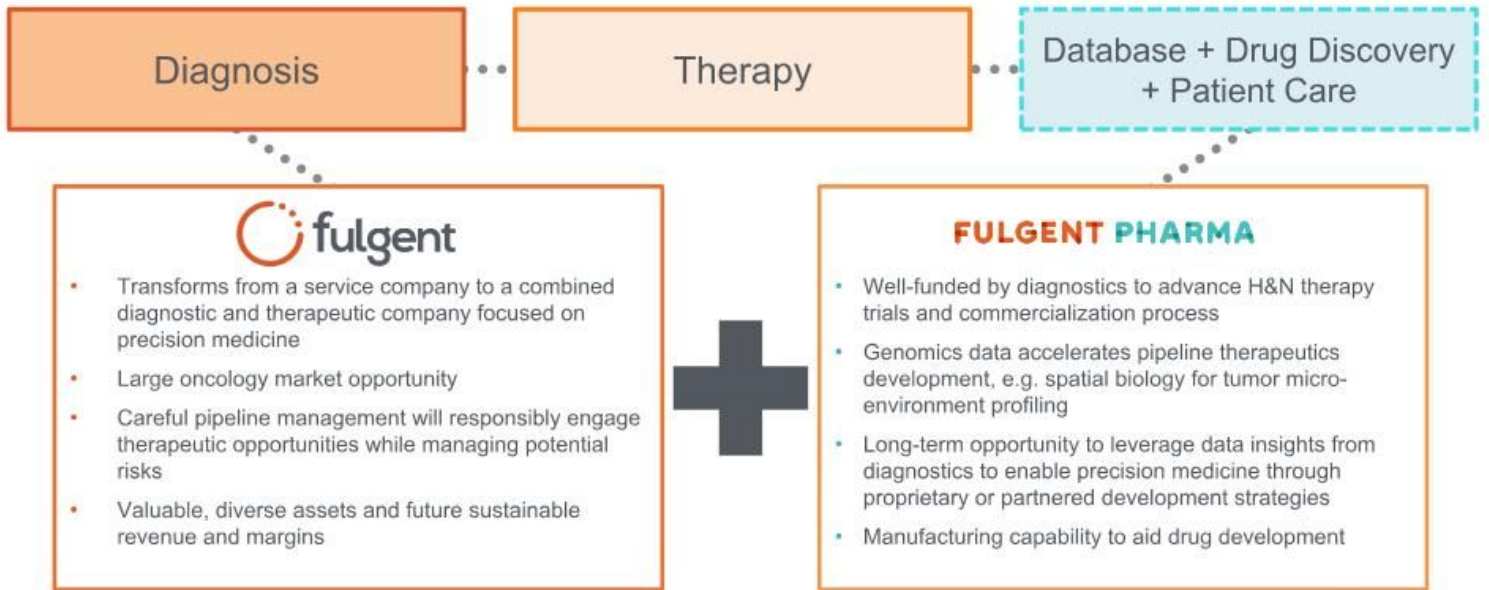 Diagnosis
Therapy
Database + Drug Discovery
+ Patient Care
fulgent
• Transforms from a service company to a combined
diagnostic and therapeutic company focused on
precision medicine
• Large oncology market opportunity
• Careful pipeline management will responsibly engage
therapeutic opportunities while managing potential
risks
• Valuable, diverse assets and future sustainable
revenue and margins
FULGENT PHARMA
• Well-funded by diagnostics to advance H&N therapy
trials and commercialization process
• Genomics data accelerates pipeline therapeutics
development, e.g. spatial biology for tumor micro-
environment profiling
• Long-term opportunity to leverage data insights from
diagnostics to enable precision medicine through
proprietary or partnered development strategies
• Manufacturing capability to aid drug development